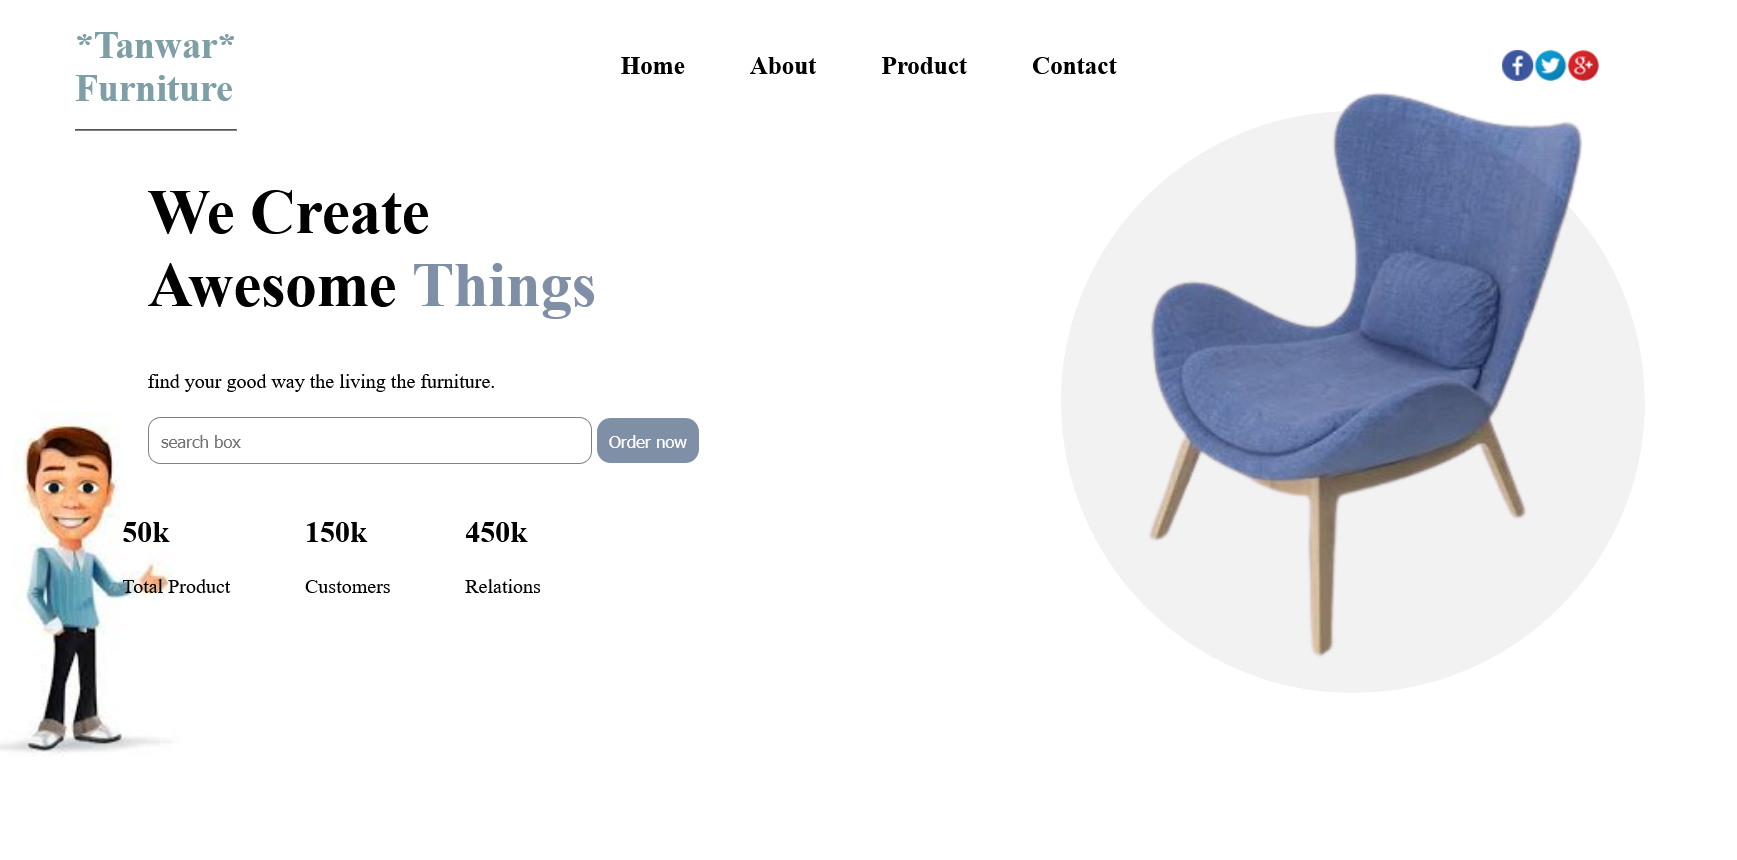 *Tanwar*
Furniture
Home About Product Contact
We Create
Awesome Things
find your good way the living the furniture.
search box Order now
50k 150k 450k
Total Product Customers Relations